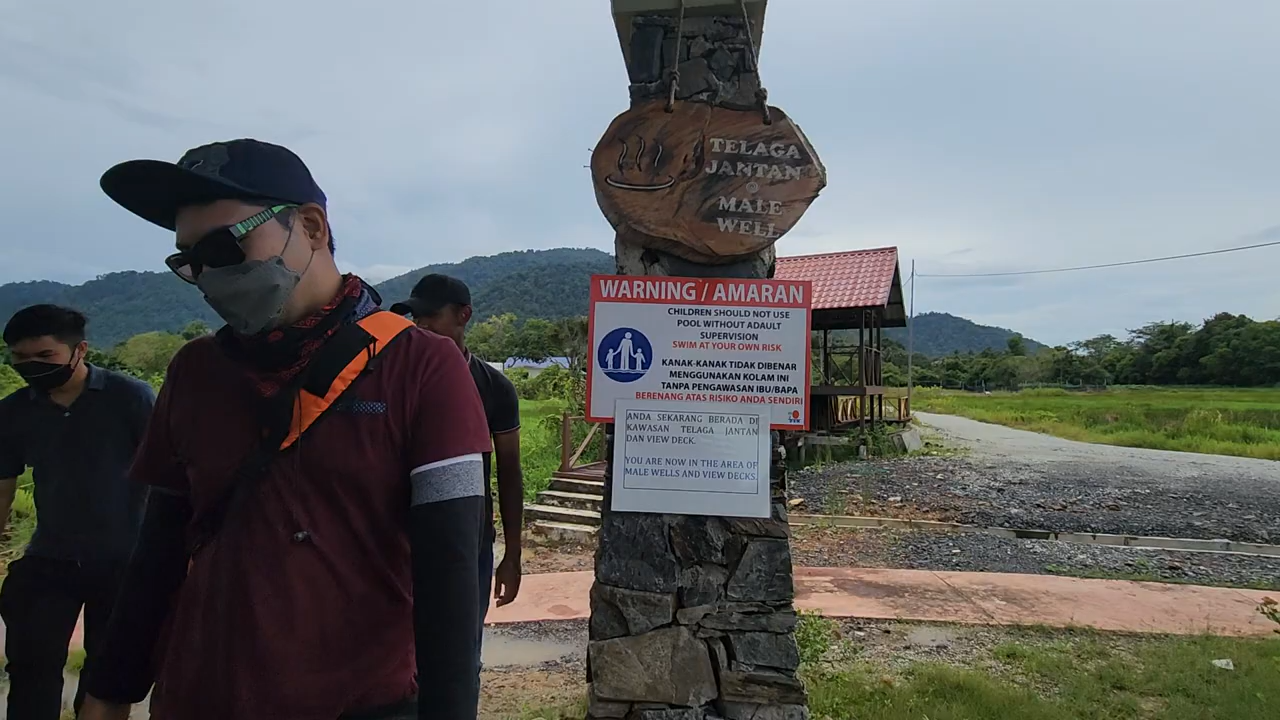 TELAGA
JANTAN
@
MALE
WELL
WARNING / AMARAN
CHILDREN SHOULD NOT USE
POOL WITHOUT ADAULT
SUPERVISION
SWIM AT YOUR OWN RISK
KANAK-KANAK TIDAK DIBENAR
MENGGUNAKAN KOLAM INI
TANPA PENGAWASAN IBU/BAPA
BERENANG ATAS RISIKO ANDA SENDIRI
ANDA SEKARANG BERADA DI
KAWASAN TELAGA JANTAN
DAN VIEW DECK.
YOU ARE NOW IN THE AREA OF
MALE WELLS AND VIEW DECKS.